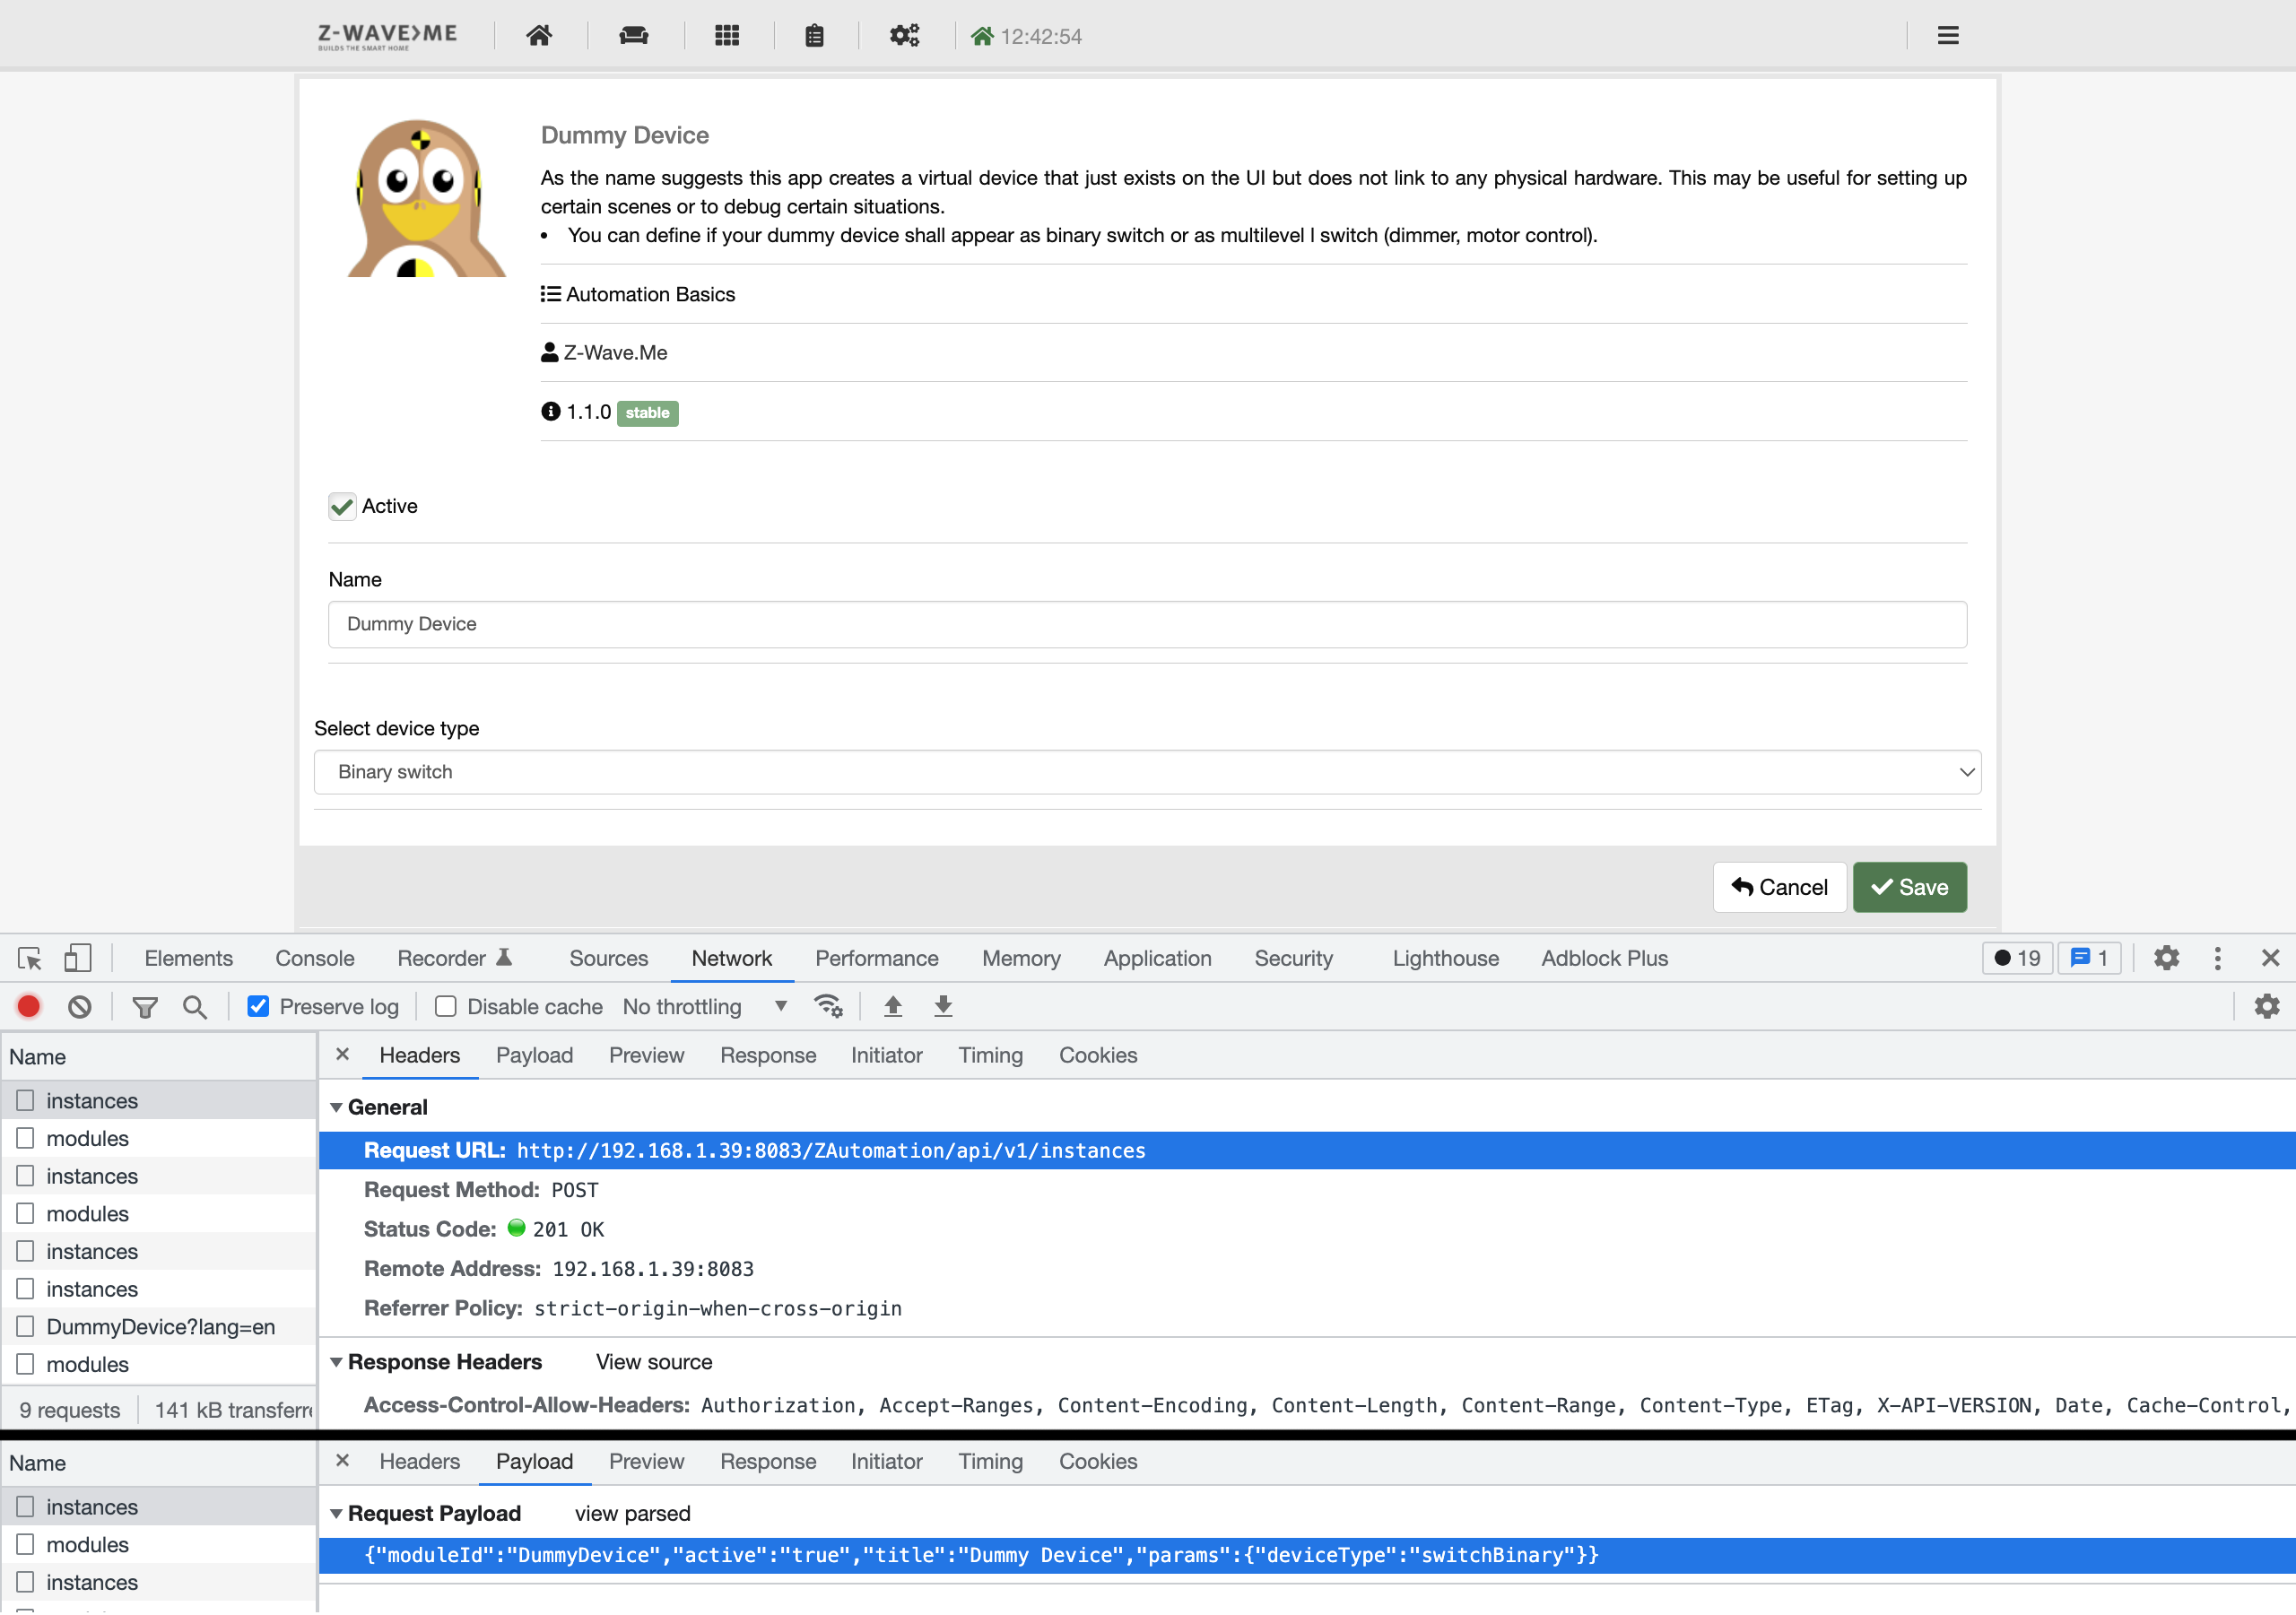 Z-WAVE>ME
BUILDS THE SMART HOME
12:42:54
Dummy Device
As the name suggests this app creates a virtual device that just exists on the UI but does not link to any physical hardware. This may be useful for setting up
certain scenes or to debug certain situations.
• You can define if your dummy device shall appear as binary switch or as multilevel l switch (dimmer, motor control).
Automation Basics
Z-Wave.Me
1.1.0 stable
Active
Name
Dummy Device
Select device type
Binary switch
Cancel Save
Elements Console Recorder Sources Network Performance Memory Application Security Lighthouse Adblock Plus 19 1
Preserve log Disable cache No throttling
Name
instances
modules
instances
modules
instances
instances
DummyDevice?lang=en
modules
9 requests 141 kB transferre
Headers Payload Preview Response Initiator Timing Cookies
General
Request URL: http://192.168.1.39:8083/ZAutomation/api/v1/instances
Request Method: POST
Status Code: 201 OK
Remote Address: 192.168.1.39:8083
Referrer Policy: strict-origin-when-cross-origin
Response Headers View source
Access-Control-Allow-Headers: Authorization, Accept-Ranges, Content-Encoding, Content-Length, Content-Range, Content-Type, ETag, X-API-VERSION, Date, Cache-Control,
Name
instances
modules
instances
Headers Payload Preview Response Initiator Timing Cookies
Request Payload view parsed
{"moduleId":"DummyDevice","active":"true","title":"Dummy Device","params":{"deviceType":"switchBinary"}}